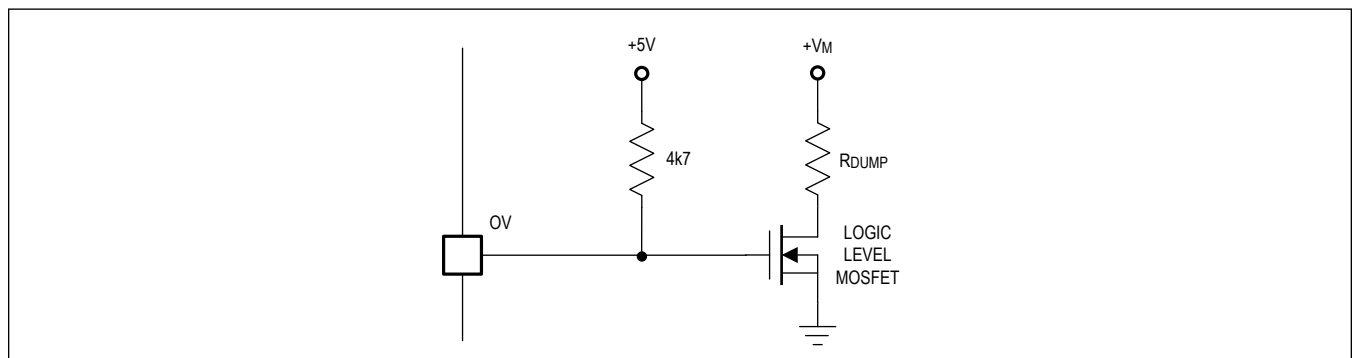 +5V
+VM
4k7
RDUMP
OV
LOGIC
LEVEL
MOSFET